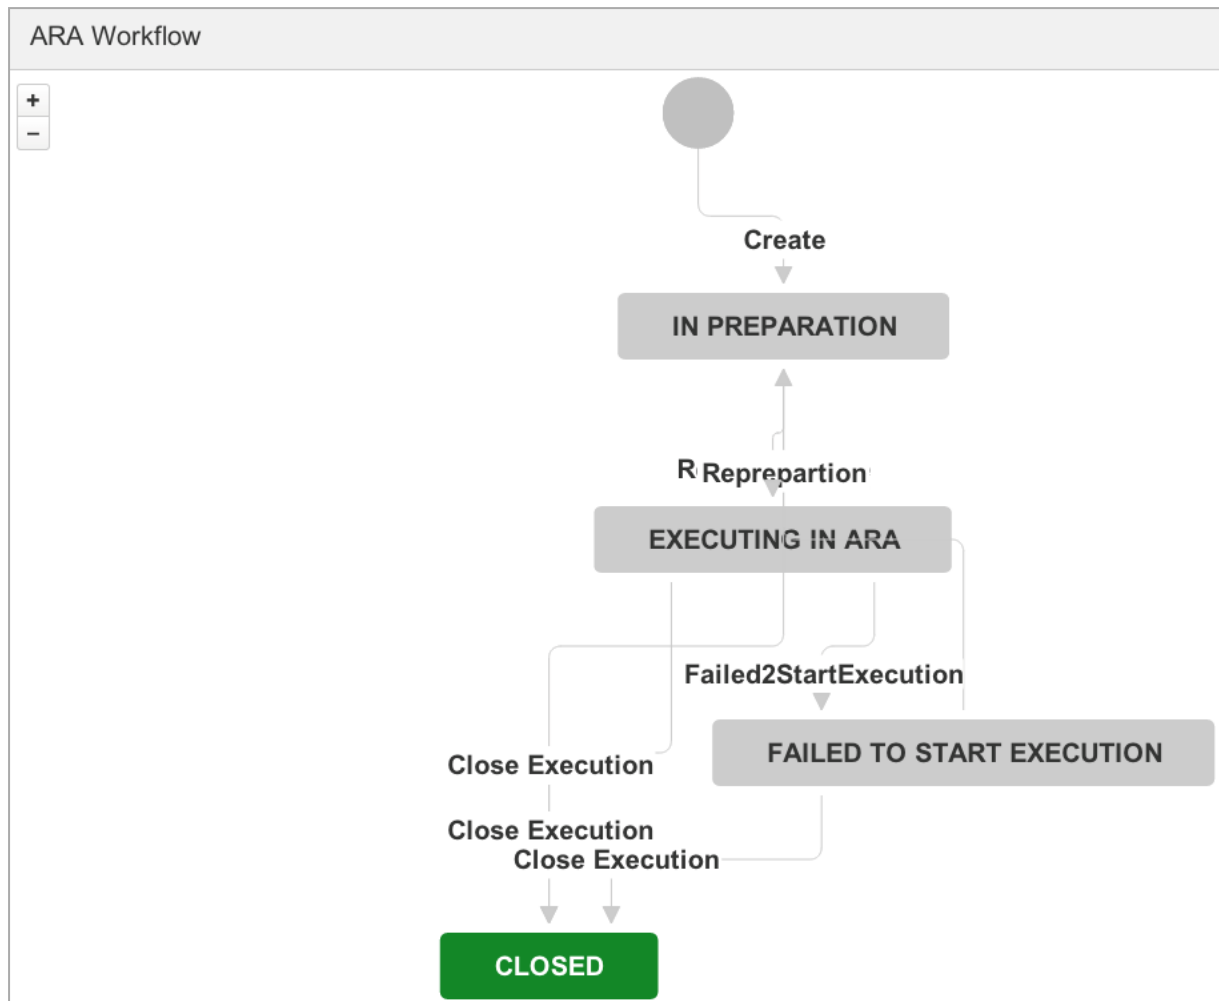 ARA Workflow
+
−
Create
IN PREPARATION
Reprepartion
EXECUTING IN ARA
Failed2StartExecution
FAILED TO START EXECUTION
Close Execution
Close Execution
Close Execution
CLOSED